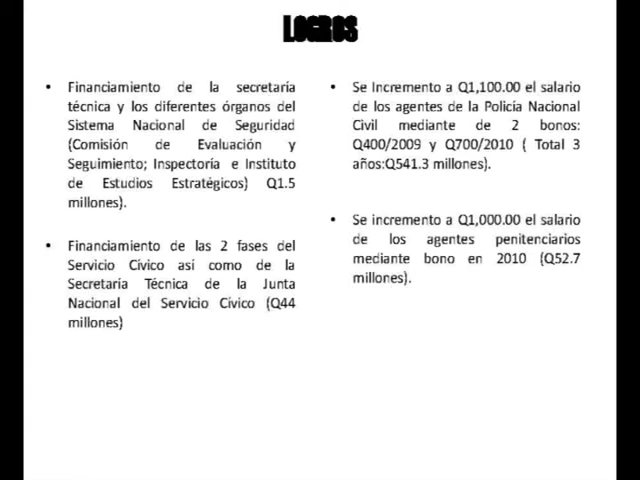 LOGROS
• Financiamiento de la secretaría
técnica y los diferentes órganos del
Sistema Nacional de Seguridad
(Comisión de Evaluación y
Seguimiento; Inspectoría e Instituto
de Estudios Estratégicos) Q1.5
millones).
• Financiamiento de las 2 fases del
Servicio Cívico así como de la
Secretaría Técnica de la Junta
Nacional del Servicio Cívico (Q44
millones)
• Se Incremento a Q1,100.00 el salario
de los agentes de la Policía Nacional
Civil mediante de 2 bonos:
Q400/2009 y Q700/2010 ( Total 3
años:Q541.3 millones).
• Se incremento a Q1,000.00 el salario
de los agentes penitenciarios
mediante bono en 2010 (Q52.7
millones).